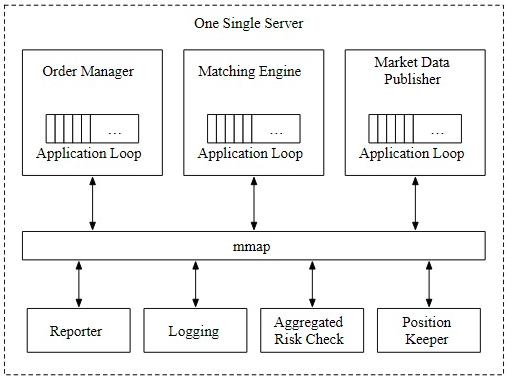 One Single Server
Order Manager
...
Application Loop
Matching Engine
...
Application Loop
Market Data
Publisher
...
Application Loop
mmap
Reporter
Logging
Aggregated
Risk Check
Position
Keeper